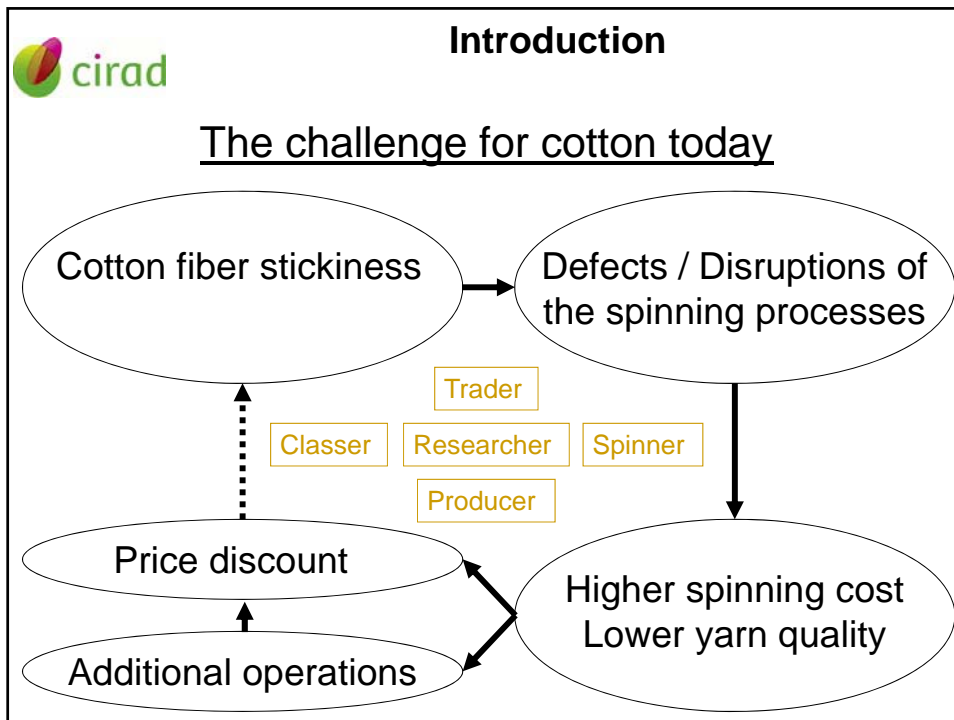 Introduction
cirad
The challenge for cotton today
Cotton fiber stickiness
Defects / Disruptions of
the spinning processes
Trader
Classer
Researcher
Spinner
Producer
Price discount
Higher spinning cost
Lower yarn quality
Additional operations